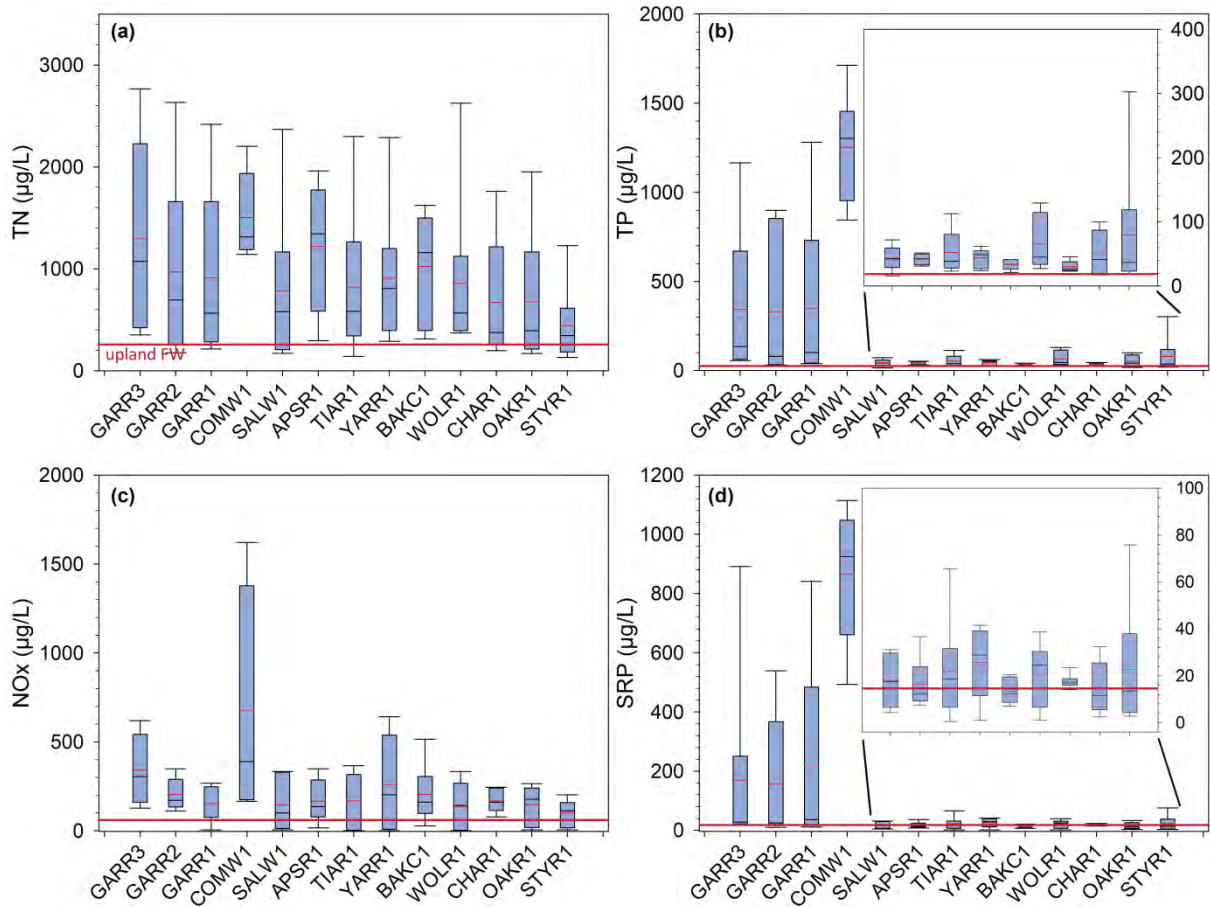 (a)
TN (µg/L)
3000
2000
1000
0
upland FW
GARR3 GARR2 GARR1 COMW1 SALW1 APSR1 TIAR1 YARR1 BAKC1 WOLR1 CHAR1 OAKR1 STYR1
(b)
TP (µg/L)
2000
1500
1000
500
0
400
300
200
100
0
GARR3 GARR2 GARR1 COMW1 SALW1 APSR1 TIAR1 YARR1 BAKC1 WOLR1 CHAR1 OAKR1 STYR1
(c)
NOx (µg/L)
2000
1500
1000
500
0
GARR3 GARR2 GARR1 COMW1 SALW1 APSR1 TIAR1 YARR1 BAKC1 WOLR1 CHAR1 OAKR1 STYR1
(d)
SRP (µg/L)
1200
1000
800
600
400
200
0
100
80
60
40
20
0
GARR3 GARR2 GARR1 COMW1 SALW1 APSR1 TIAR1 YARR1 BAKC1 WOLR1 CHAR1 OAKR1 STYR1